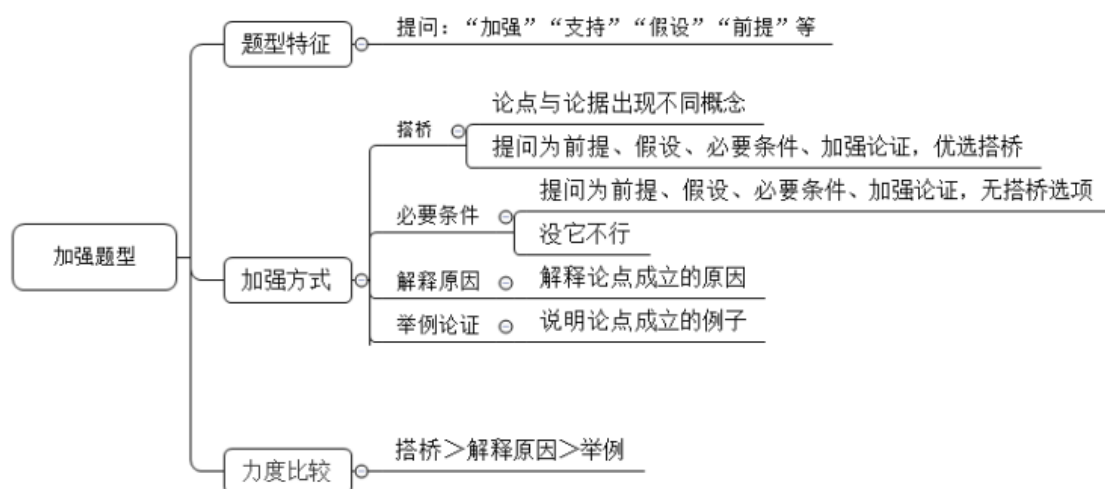 加强题型
题型特征
提问：“加强”“支持”“假设”“前提”等
加强方式
搭桥
论点与论据出现不同概念
提问为前提、假设、必要条件、加强论证，优选搭桥
必要条件
提问为前提、假设、必要条件、加强论证，无搭桥选项
没它不行
解释原因
解释论点成立的原因
举例论证
说明论点成立的例子
力度比较
搭桥＞解释原因＞举例